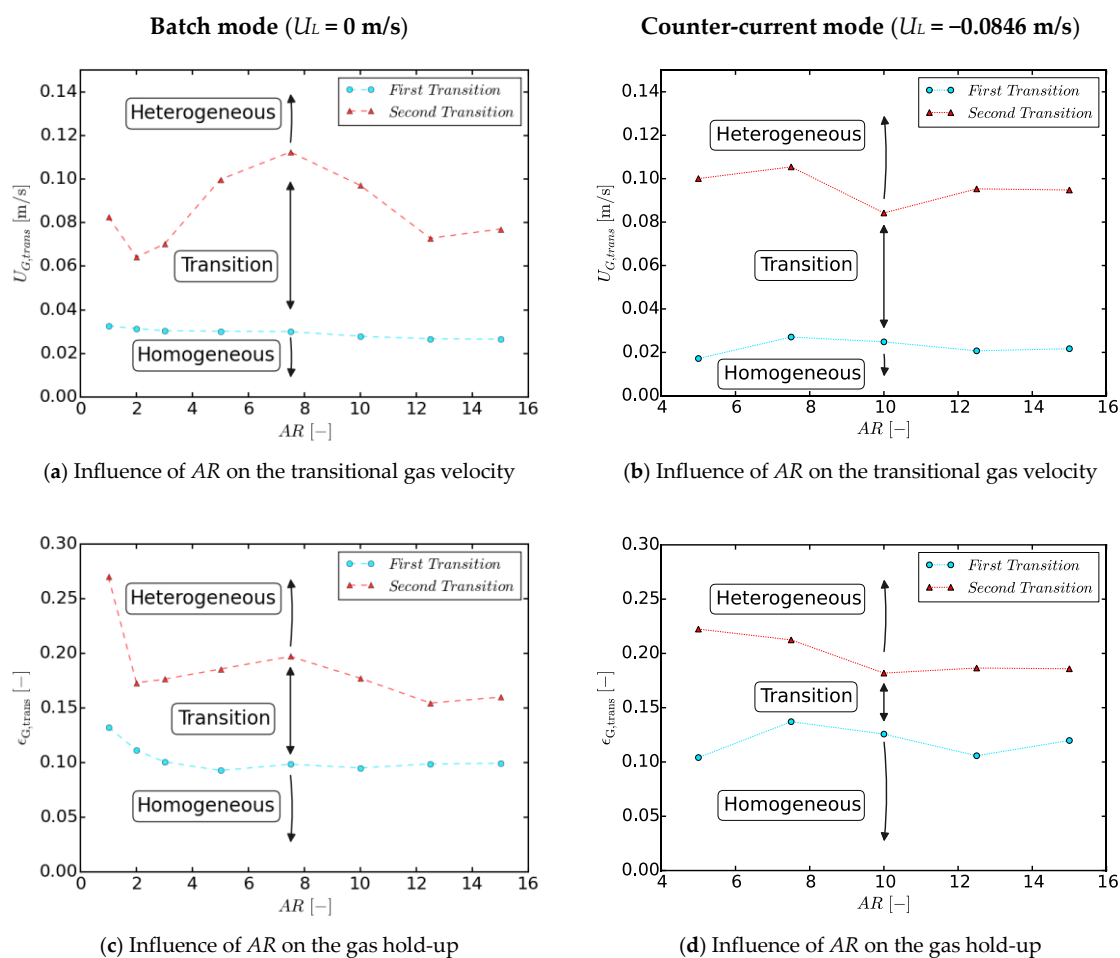 Batch mode (U_L = 0 m/s)
Counter-current mode (U_L = −0.0846 m/s)
First Transition
Second Transition
Heterogeneous
Transition
Homogeneous
U_G,trans [m/s]
0.14
0.12
0.10
0.08
0.06
0.04
0.02
0.00
0 2 4 6 8 10 12 14 16
AR [−]
(a) Influence of AR on the transitional gas velocity
First Transition
Second Transition
Heterogeneous
Transition
Homogeneous
U_G,trans [m/s]
0.14
0.12
0.10
0.08
0.06
0.04
0.02
0.00
4 6 8 10 12 14 16
AR [−]
(b) Influence of AR on the transitional gas velocity
First Transition
Second Transition
Heterogeneous
Transition
Homogeneous
ϵ_G,trans [−]
0.30
0.25
0.20
0.15
0.10
0.05
0.00
0 2 4 6 8 10 12 14 16
AR [−]
(c) Influence of AR on the gas hold-up
First Transition
Second Transition
Heterogeneous
Transition
Homogeneous
ϵ_G,trans [−]
0.30
0.25
0.20
0.15
0.10
0.05
0.00
4 6 8 10 12 14 16
AR [−]
(d) Influence of AR on the gas hold-up